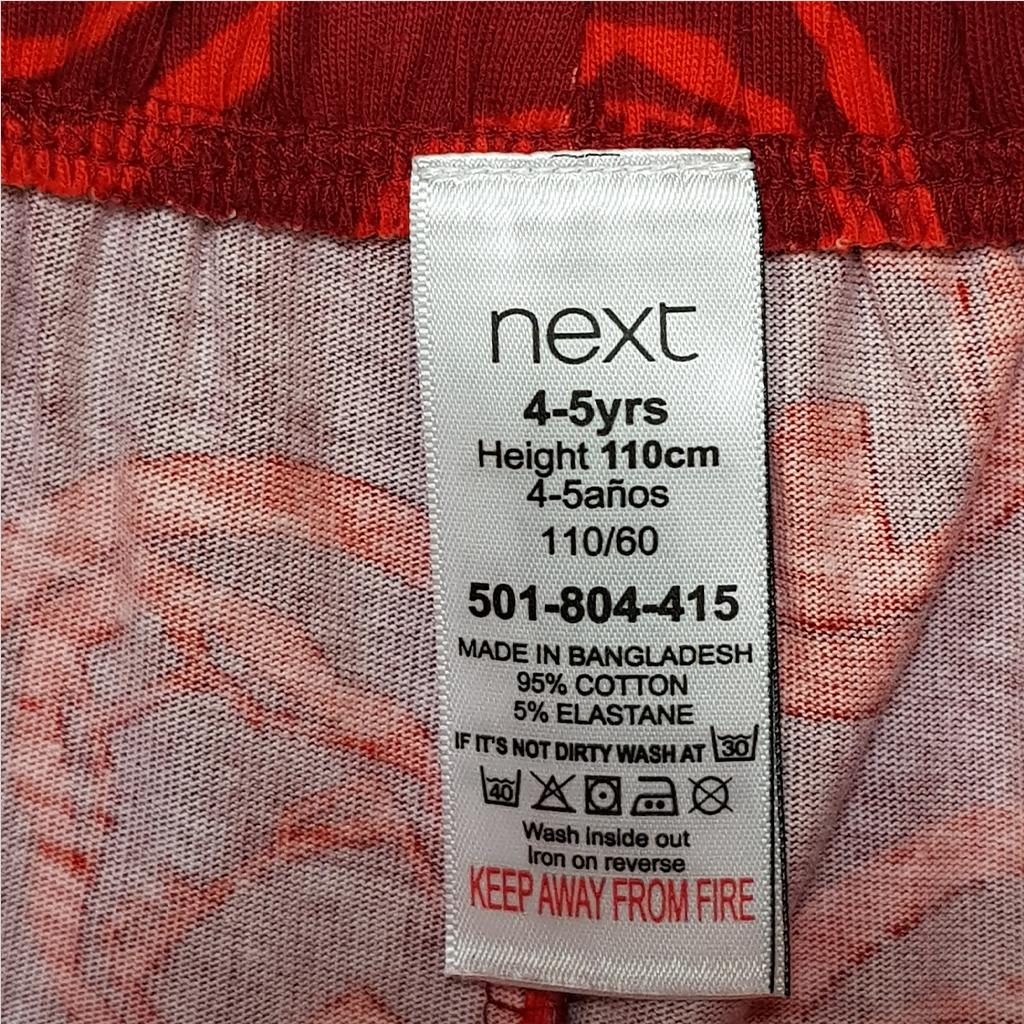 next
4-5yrs
Height 110cm
4-5años
110/60
501-804-415
MADE IN BANGLADESH
95% COTTON
5% ELASTANE
IF IT'S NOT DIRTY WASH AT 30
40
Wash inside out
Iron on reverse
KEEP AWAY FROM FIRE